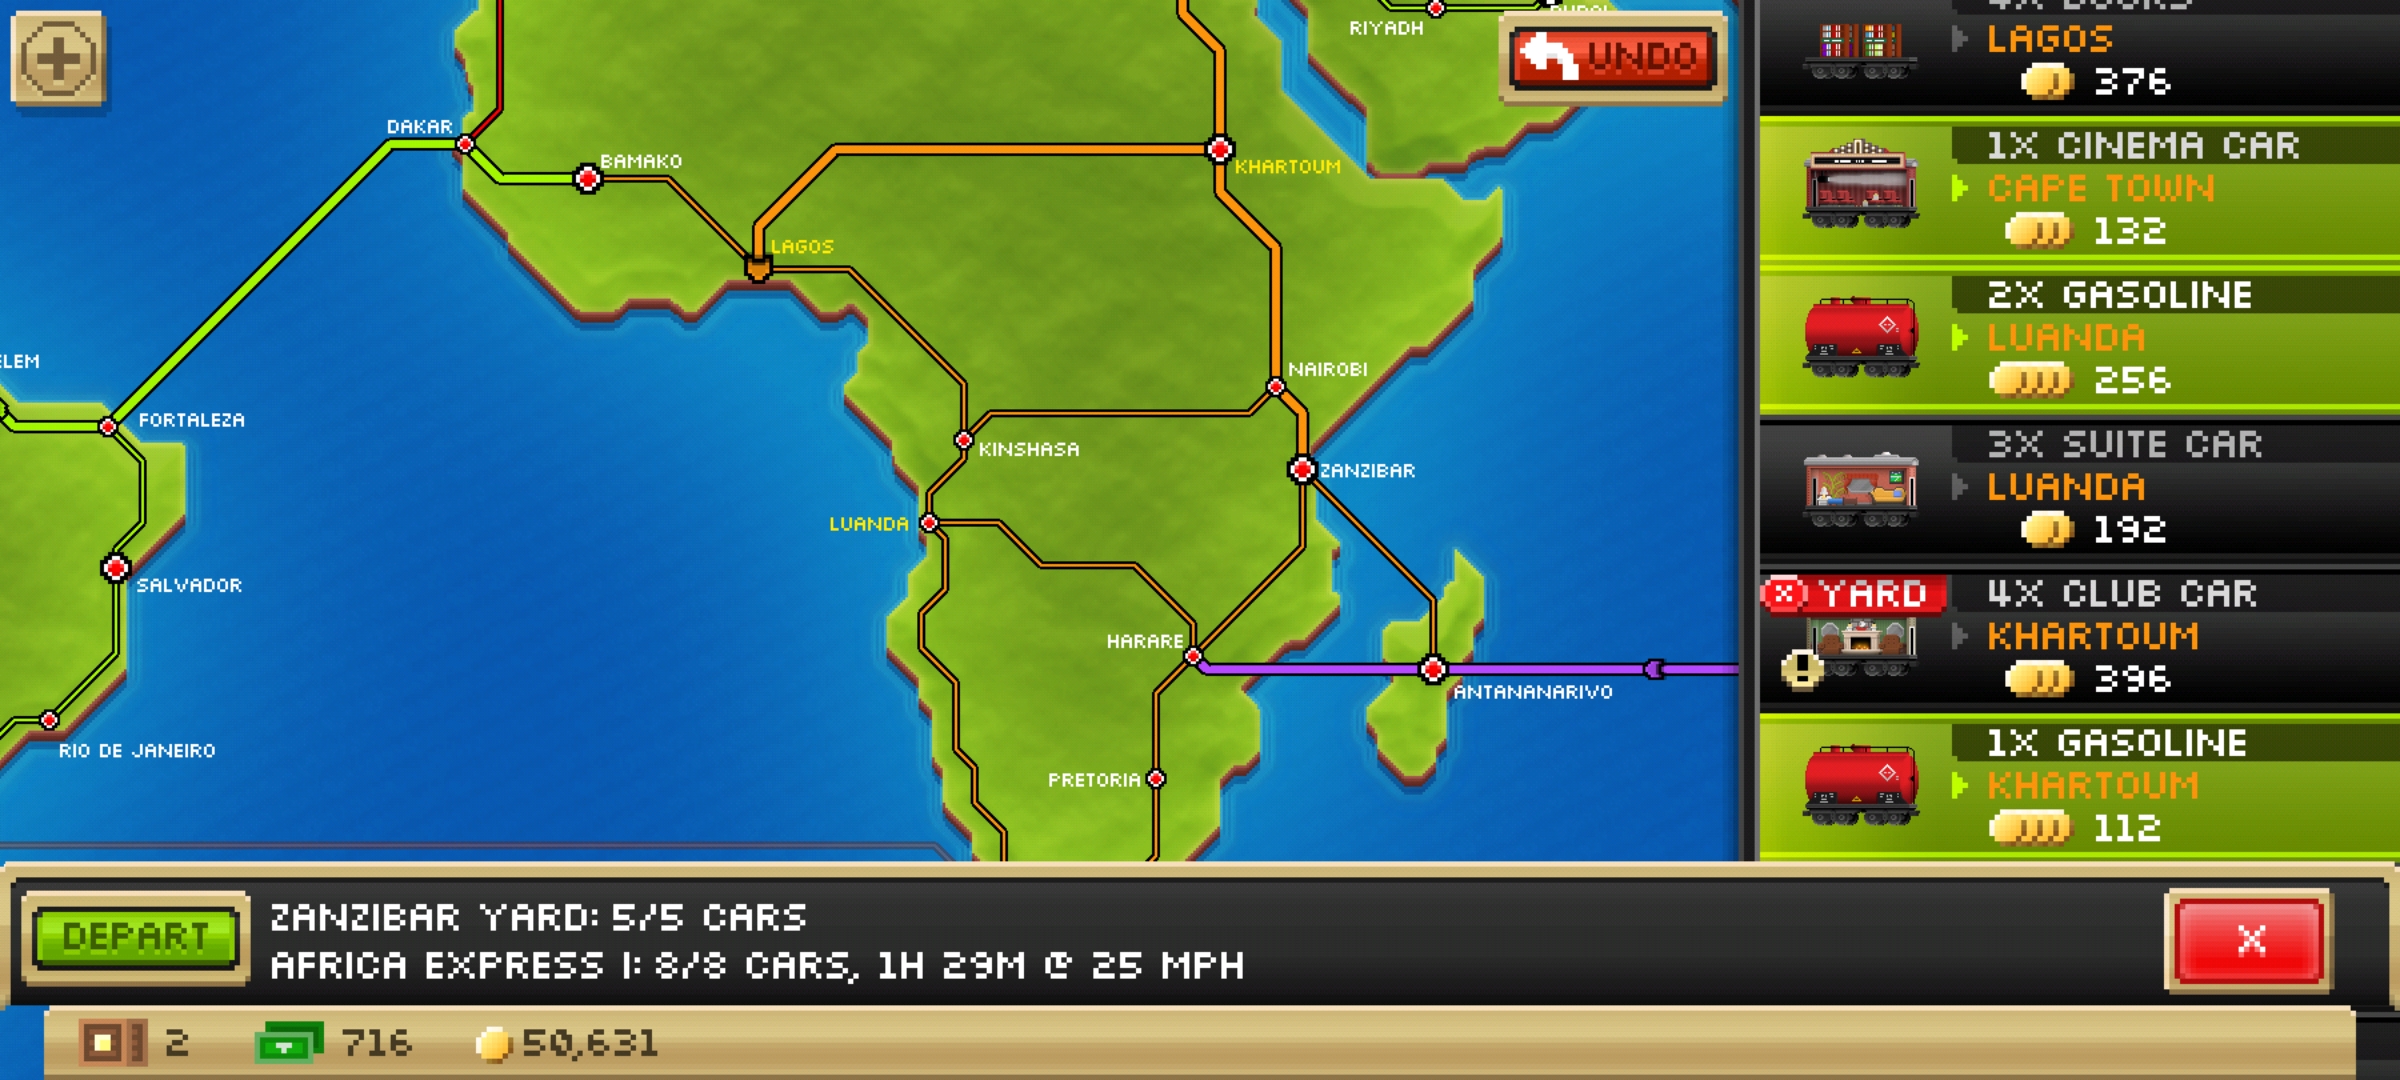 RIYADH
UNDO
DAKAR
BAMAKO
KHARTOUM
LAGOS
ELEM
NAIROBI
FORTALEZA
KINSHASA
ZANZIBAR
LUANDA
SALVADOR
HARARE
ANTANANARIVO
RIO DE JANEIRO
PRETORIA
LAGOS
376
1X CINEMA CAR
CAPE TOWN
132
2X GASOLINE
LUANDA
256
3X SUITE CAR
LUANDA
192
X YARD
4X CLUB CAR
KHARTOUM
396
1X GASOLINE
KHARTOUM
112
DEPART
ZANZIBAR YARD: 5/5 CARS
AFRICA EXPRESS I: 8/8 CARS, 1H 29M @ 25 MPH
X
2
716
50,631